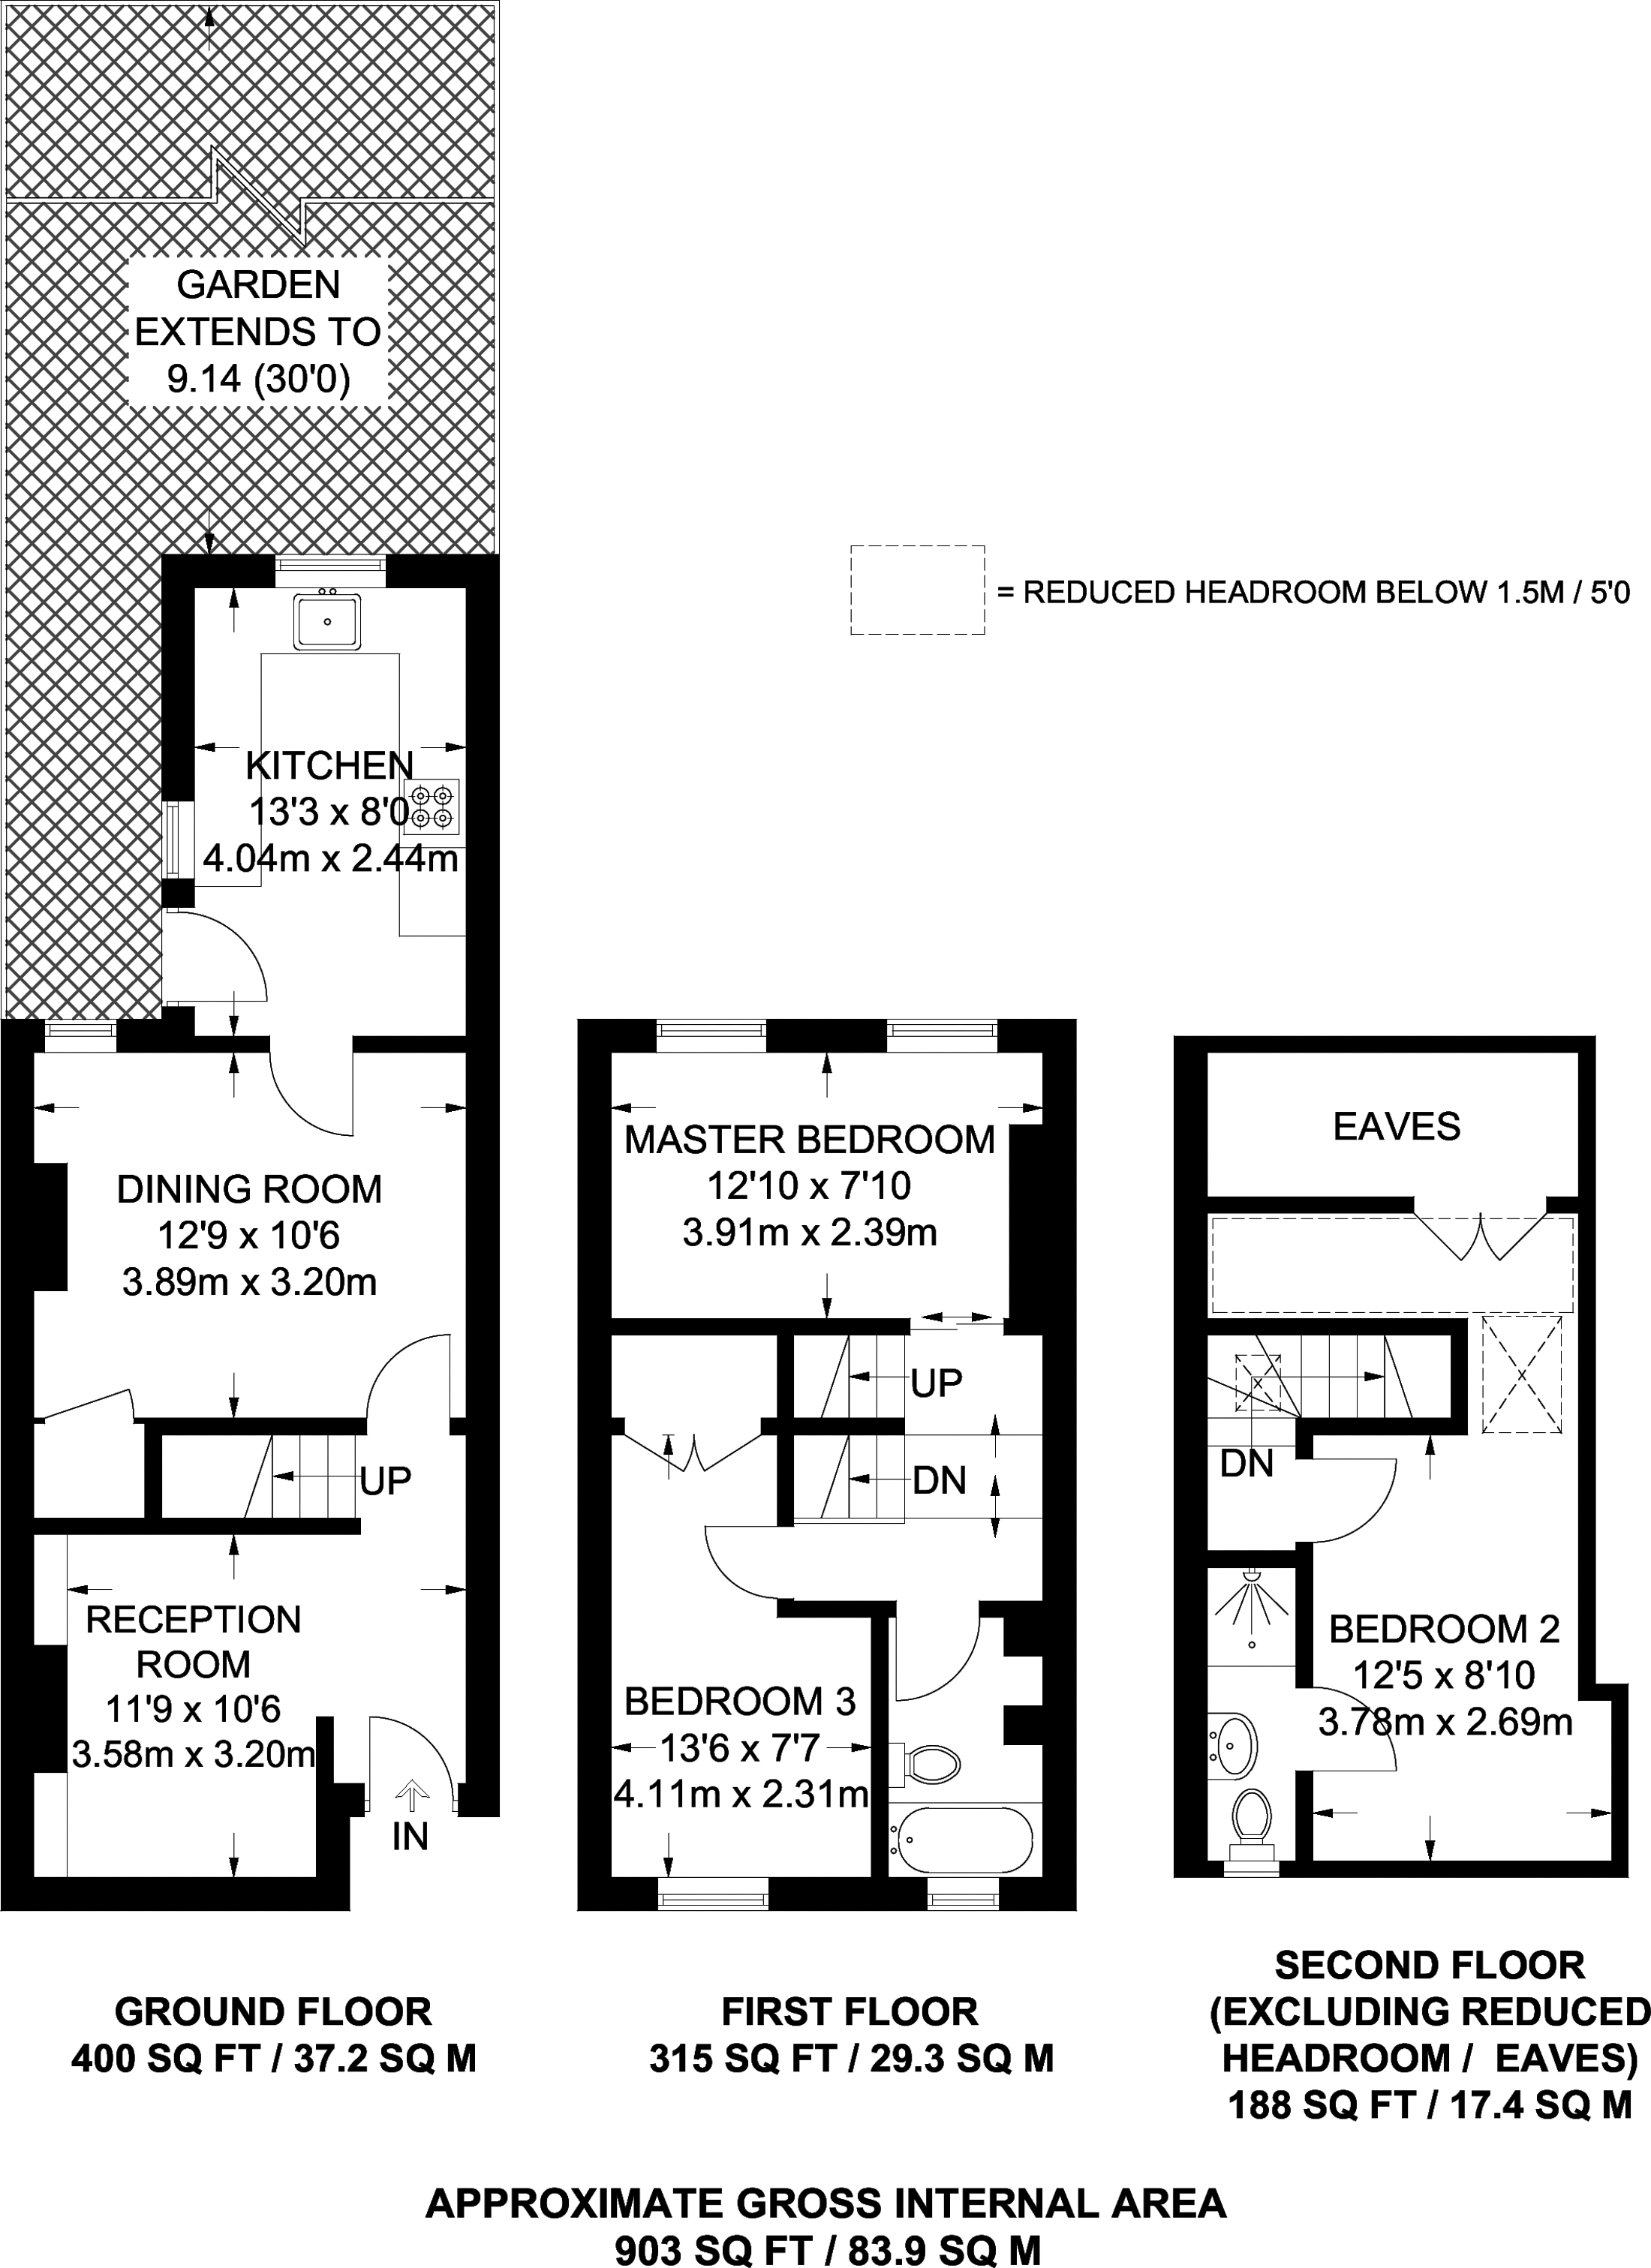 GARDEN
EXTENDS TO
9.14 (30'0)
= REDUCED HEADROOM BELOW 1.5M / 5'0
KITCHEN
13'3 x 8'0
4.04m x 2.44m
DINING ROOM
12'9 x 10'6
3.89m x 3.20m
UP
RECEPTION
ROOM
11'9 x 10'6
3.58m x 3.20m
IN
MASTER BEDROOM
12'10 x 7'10
3.91m x 2.39m
UP
DN
BEDROOM 3
13'6 x 7'7
4.11m x 2.31m
EAVES
DN
BEDROOM 2
12'5 x 8'10
3.78m x 2.69m
GROUND FLOOR
400 SQ FT / 37.2 SQ M
FIRST FLOOR
315 SQ FT / 29.3 SQ M
SECOND FLOOR
(EXCLUDING REDUCED
HEADROOM / EAVES)
188 SQ FT / 17.4 SQ M
APPROXIMATE GROSS INTERNAL AREA
903 SQ FT / 83.9 SQ M